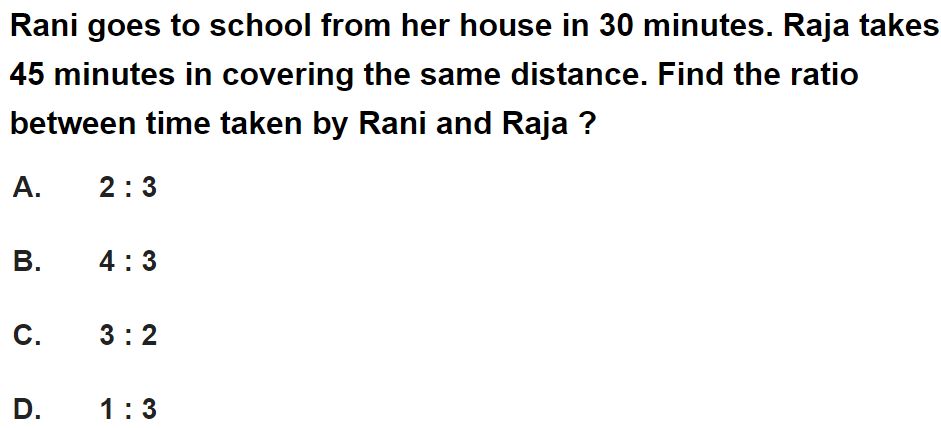 Rani goes to school from her house in 30 minutes. Raja takes
45 minutes in covering the same distance. Find the ratio
between time taken by Rani and Raja ?
A. 2 : 3
B. 4 : 3
C. 3 : 2
D. 1 : 3